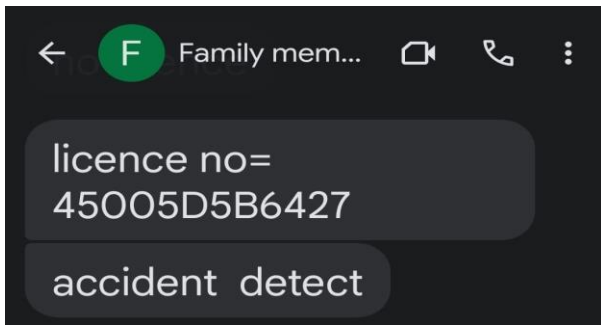 F Family mem...
licence no=
45005D5B6427
accident detect